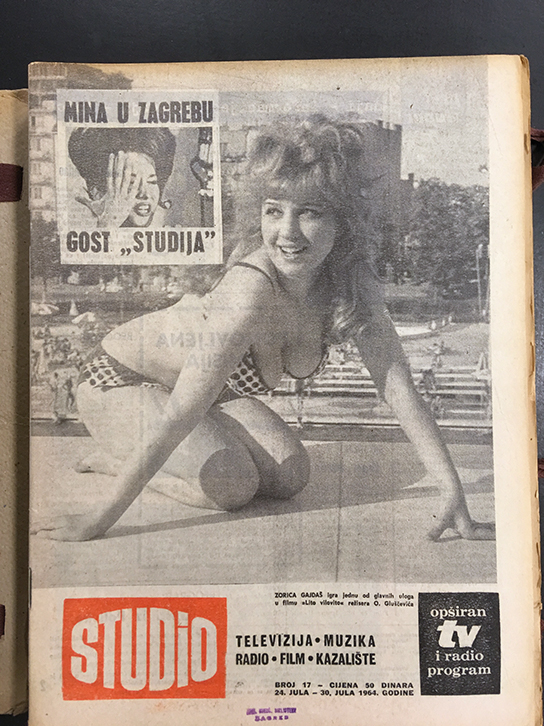 MINA U ZAGREBU
GOST „STUDIJA”
ZORICA GAJDAŠ igra jednu od glavnih uloga
u filmu »Lito vilovito« režisera O. Gluščevića
STUDIO
TELEVIZIJA • MUZIKA
RADIO • FILM • KAZALIŠTE
BROJ 17 – CIJENA 50 DINARA
24. JULA – 30. JULA 1964. GODINE
opširan
tv
i radio
program
ZAGREB